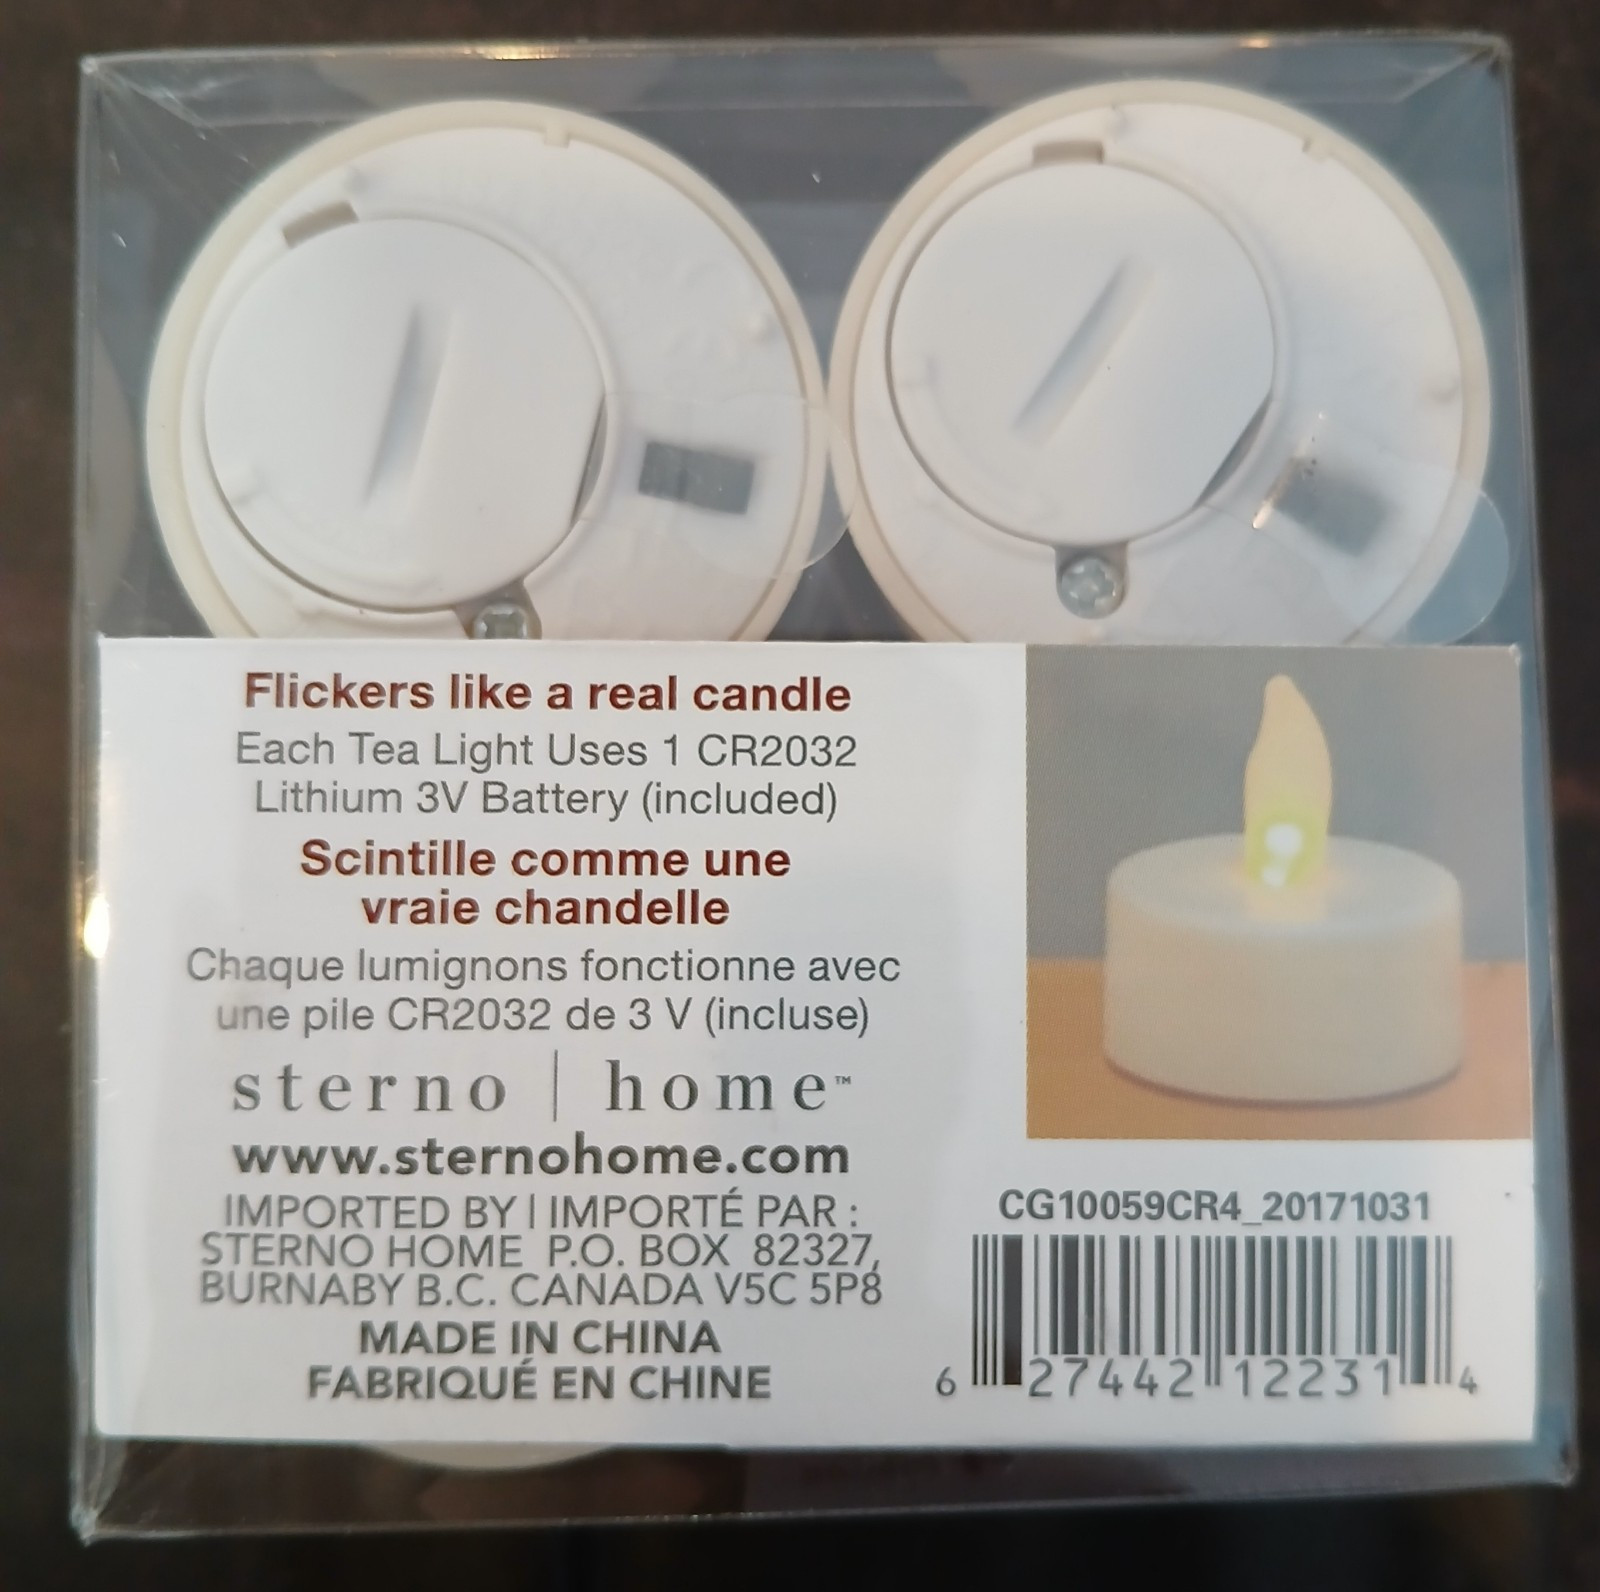 Flickers like a real candle
Each Tea Light Uses 1 CR2032
Lithium 3V Battery (included)
Scintille comme une
vraie chandelle
Chaque lumignons fonctionne avec
une pile CR2032 de 3 V (incluse)
sterno | home™
www.sternohome.com
IMPORTED BY | IMPORTÉ PAR :
STERNO HOME P.O. BOX 82327,
BURNABY B.C. CANADA V5C 5P8
MADE IN CHINA
FABRIQUÉ EN CHINE
CG10059CR4_20171031
6 27442 12231 4